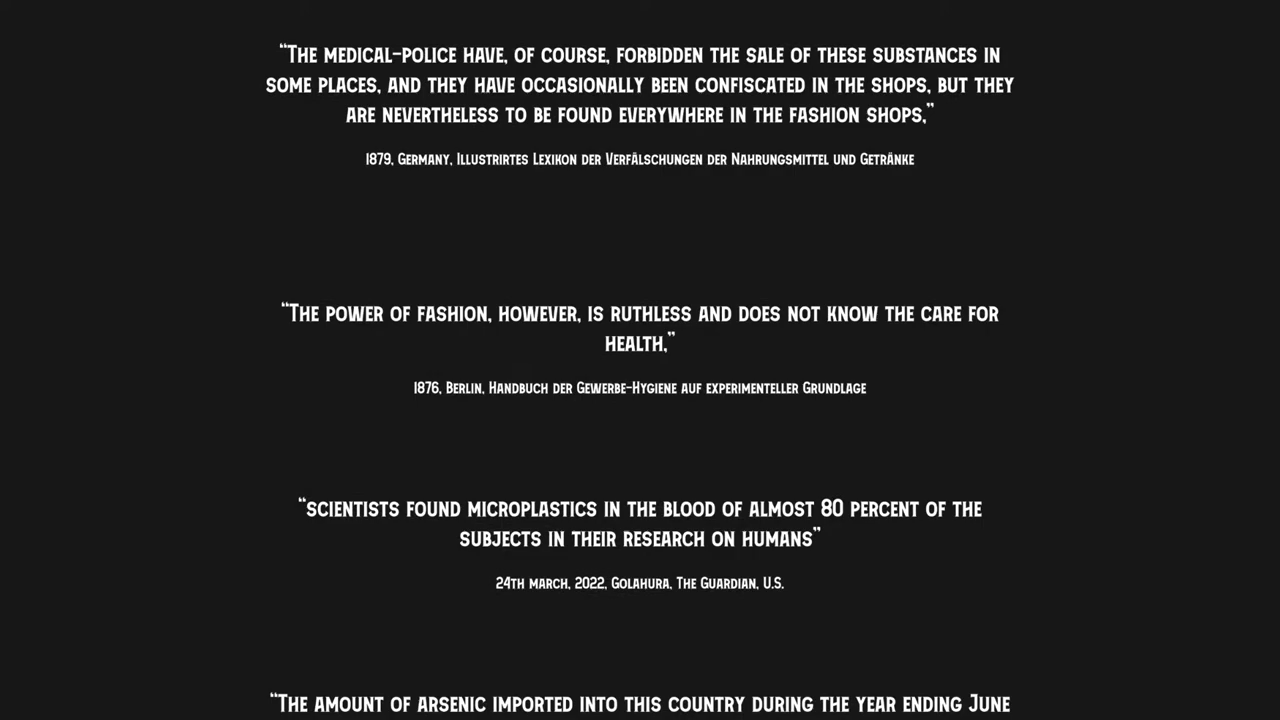 “The medical-police have, of course, forbidden the sale of these substances in
some places, and they have occasionally been confiscated in the shops, but they
are nevertheless to be found everywhere in the fashion shops,”
1879, Germany, Illustrirtes Lexikon der Verfälschungen der Nahrungsmittel und Getränke
“The power of fashion, however, is ruthless and does not know the care for
health,”
1876, Berlin, Handbuch der Gewerbe-Hygiene auf experimenteller Grundlage
“scientists found microplastics in the blood of almost 80 percent of the
subjects in their research on humans”
24th march, 2022, Golahura, The Guardian, U.S.
“The amount of arsenic imported into this country during the year ending June